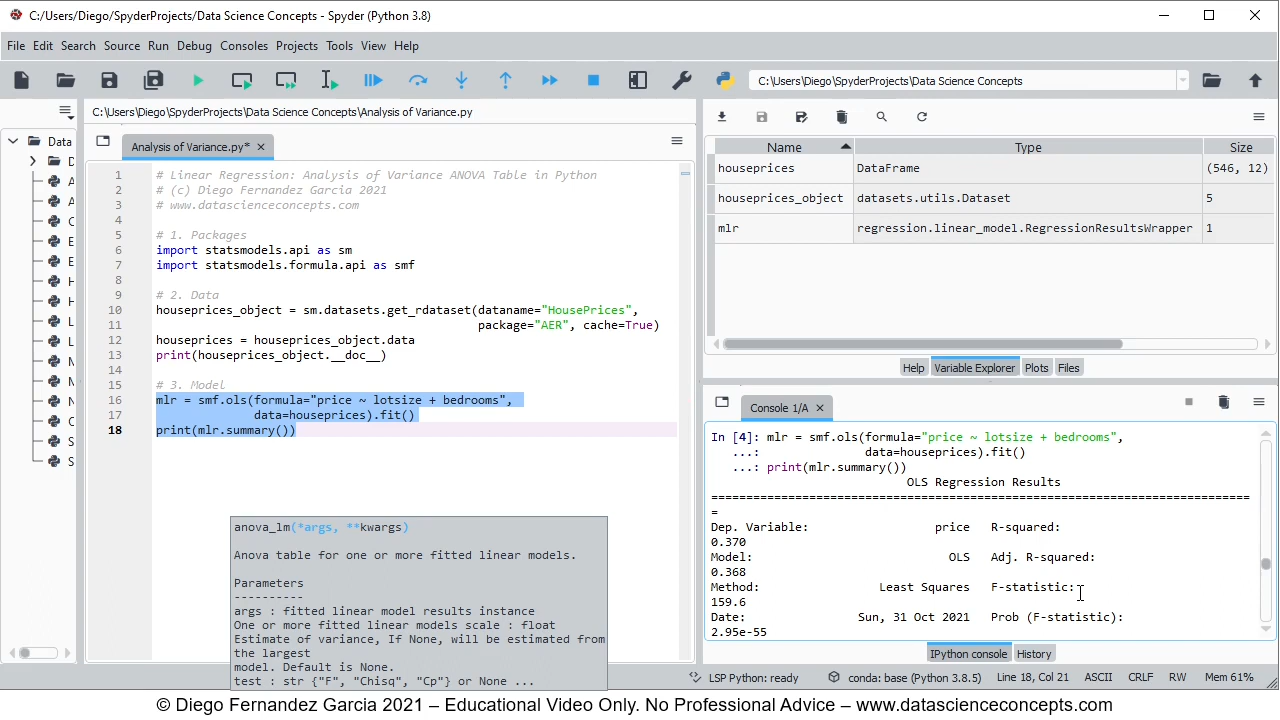 C:/Users/Diego/SpyderProjects/Data Science Concepts - Spyder (Python 3.8)
File Edit Search Source Run Debug Consoles Projects Tools View Help
C:\Users\Diego\SpyderProjects\Data Science Concepts
C:\Users\Diego\SpyderProjects\Data Science Concepts\Analysis of Variance.py
Data
D
A
A
C
E
E
H
H
L
L
M
M
N
C
S
S
Analysis of Variance.py*
1 # Linear Regression: Analysis of Variance ANOVA Table in Python
2 # (c) Diego Fernandez Garcia 2021
3 # www.datascienceconcepts.com
4
5 # 1. Packages
6 import statsmodels.api as sm
7 import statsmodels.formula.api as smf
8
9 # 2. Data
10 houseprices_object = sm.datasets.get_rdataset(dataname="HousePrices",
11 package="AER", cache=True)
12 houseprices = houseprices_object.data
13 print(houseprices_object.__doc__)
14
15 # 3. Model
16 mlr = smf.ols(formula="price ~ lotsize + bedrooms",
17 data=houseprices).fit()
18 print(mlr.summary())
anova_lm(*args, **kwargs)
Anova table for one or more fitted linear models.
Parameters
----------
args : fitted linear model results instance
One or more fitted linear models scale : float
Estimate of variance, If None, will be estimated from
the largest
model. Default is None.
test : str {"F", "Chisq", "Cp"} or None ...
Name Type Size
houseprices DataFrame (546, 12)
houseprices_object datasets.utils.Dataset 5
mlr regression.linear_model.RegressionResultsWrapper 1
Help Variable Explorer Plots Files
Console 1/A
In [4]: mlr = smf.ols(formula="price ~ lotsize + bedrooms",
...: data=houseprices).fit()
...: print(mlr.summary())
OLS Regression Results
==============================================================================
=
Dep. Variable: price R-squared:
0.370
Model: OLS Adj. R-squared:
0.368
Method: Least Squares F-statistic:
159.6
Date: Sun, 31 Oct 2021 Prob (F-statistic):
2.95e-55
IPython console History
LSP Python: ready conda: base (Python 3.8.5) Line 18, Col 21 ASCII CRLF RW Mem 61%
© Diego Fernandez Garcia 2021 – Educational Video Only. No Professional Advice – www.datascienceconcepts.com